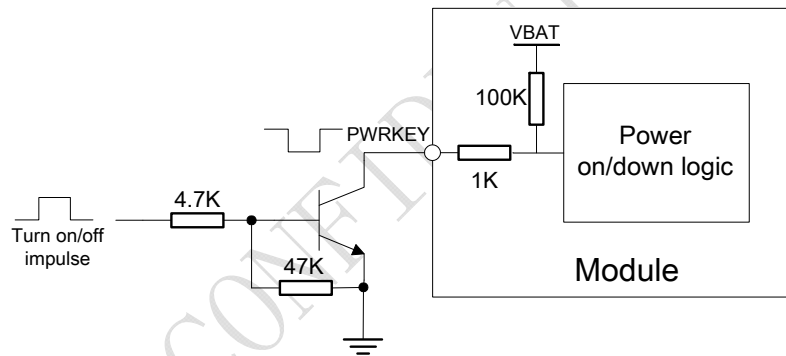 VBAT
100K
PWRKEY
Power
on/down logic
1K
4.7K
Turn on/off
impulse
47K
Module